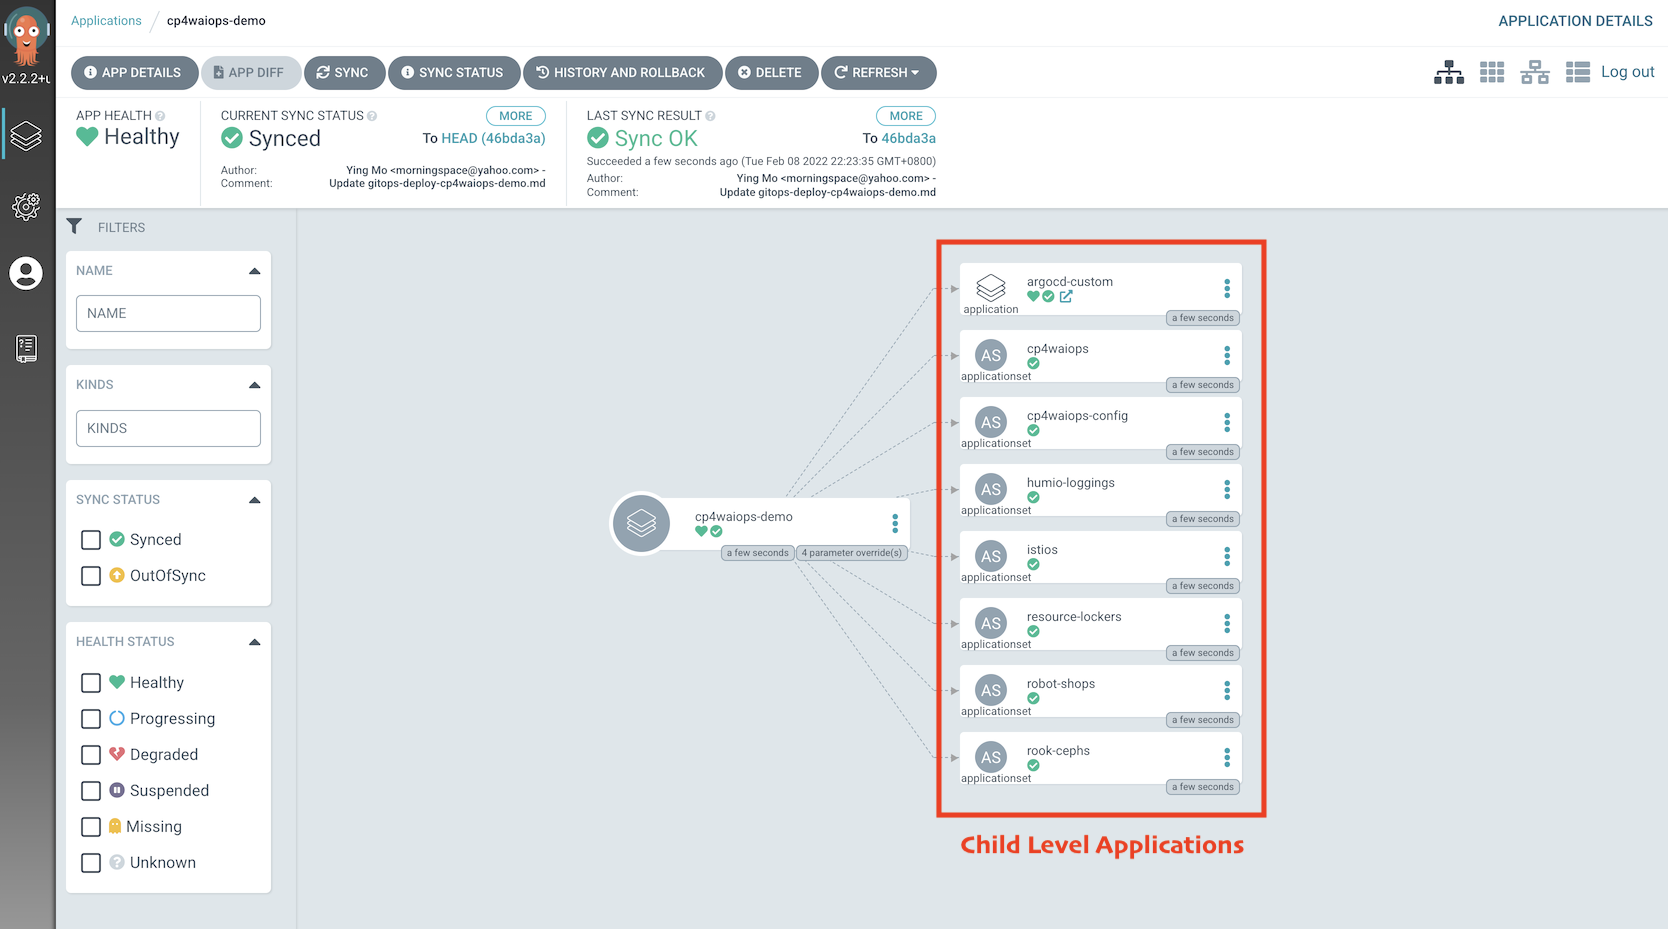 Applications / cp4waiops-demo
APPLICATION DETAILS
v2.2.2+u
APP DETAILS
APP DIFF
SYNC
SYNC STATUS
HISTORY AND ROLLBACK
DELETE
REFRESH
Log out
APP HEALTH
Healthy
CURRENT SYNC STATUS
MORE
Synced
To HEAD (46bda3a)
Author: Ying Mo <morningspace@yahoo.com> -
Comment: Update gitops-deploy-cp4waiops-demo.md
LAST SYNC RESULT
MORE
Sync OK
To 46bda3a
Succeeded a few seconds ago (Tue Feb 08 2022 22:23:35 GMT+0800)
Author: Ying Mo <morningspace@yahoo.com> -
Comment: Update gitops-deploy-cp4waiops-demo.md
FILTERS
NAME
NAME
KINDS
KINDS
SYNC STATUS
Synced
OutOfSync
HEALTH STATUS
Healthy
Progressing
Degraded
Suspended
Missing
Unknown
cp4waiops-demo
a few seconds
4 parameter override(s)
argocd-custom
application
a few seconds
AS
cp4waiops
applicationset
a few seconds
AS
cp4waiops-config
applicationset
a few seconds
AS
humio-loggings
applicationset
a few seconds
AS
istios
applicationset
a few seconds
AS
resource-lockers
applicationset
a few seconds
AS
robot-shops
applicationset
a few seconds
AS
rook-cephs
applicationset
a few seconds
Child Level Applications